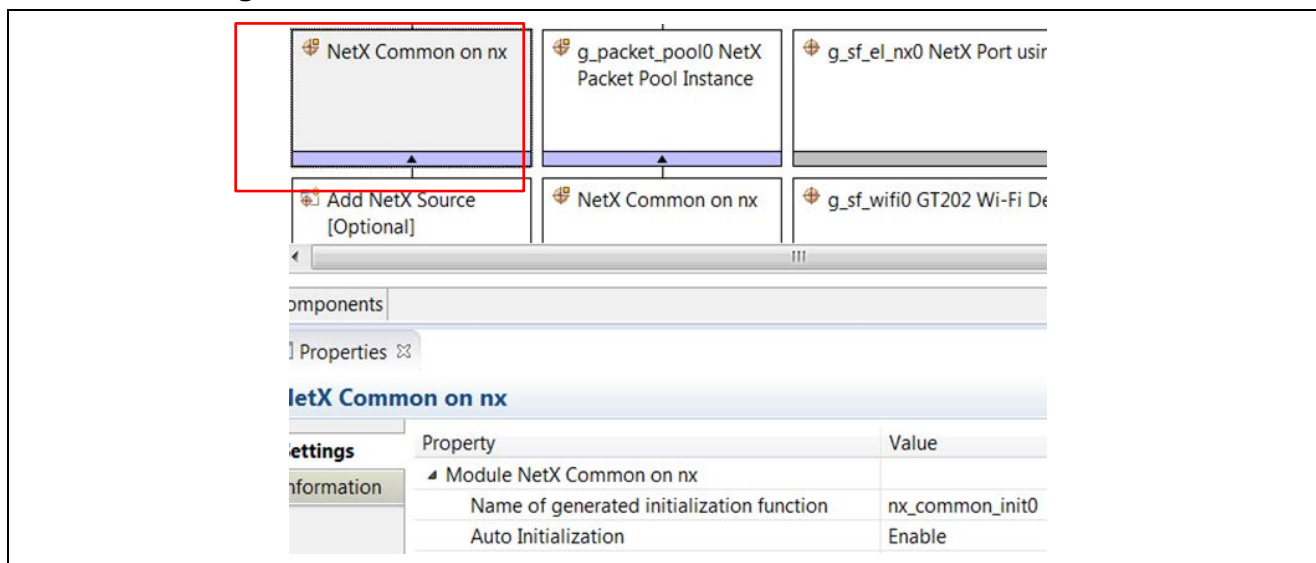 NetX Common on nx
g_packet_pool0 NetX
Packet Pool Instance
g_sf_el_nx0 NetX Port usin
Add NetX Source
[Optional]
NetX Common on nx
g_sf_wifi0 GT202 Wi-Fi De
omponents
Properties
letX Common on nx
ettings
nformation
Property Value
Module NetX Common on nx
Name of generated initialization function nx_common_init0
Auto Initialization Enable